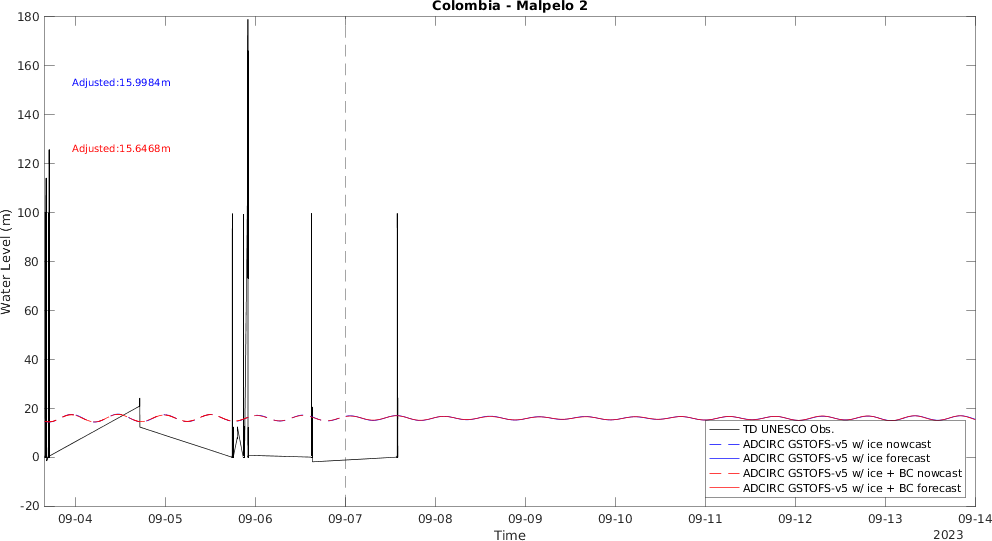 Colombia - Malpelo 2
180
160
140
120
100
80
60
40
20
0
-20
Water Level (m)
Adjusted:15.9984m
Adjusted:15.6468m
TD UNESCO Obs.
ADCIRC GSTOFS-v5 w/ ice nowcast
ADCIRC GSTOFS-v5 w/ ice forecast
ADCIRC GSTOFS-v5 w/ ice + BC nowcast
ADCIRC GSTOFS-v5 w/ ice + BC forecast
09-04 09-05 09-06 09-07 09-08 09-09 09-10 09-11 09-12 09-13 09-14
Time
2023